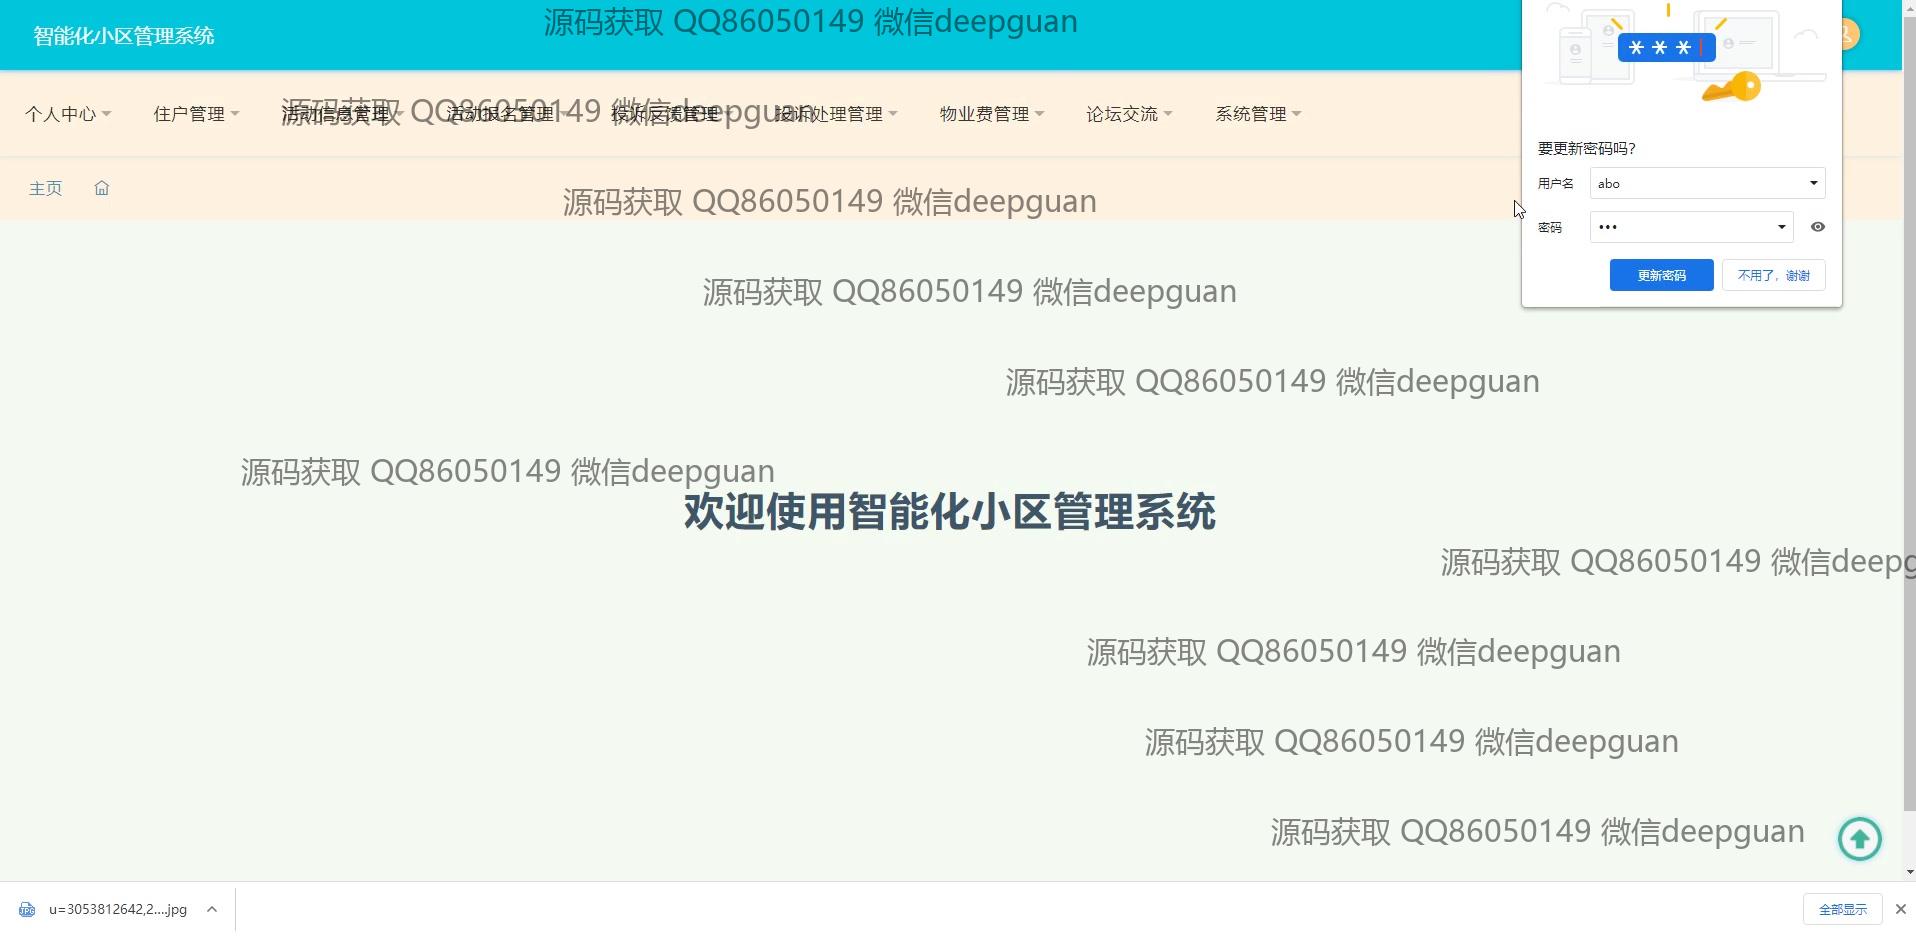 智能化小区管理系统
源码获取 QQ86050149 微信deepguan
个人中心 住户管理 活动信息管理 活动报名管理 投诉反馈管理 投诉处理管理 物业费管理 论坛交流 系统管理
源码获取 QQ86050149 微信deepguan
主页
源码获取 QQ86050149 微信deepguan
***
要更新密码吗?
用户名 abo
密码 •••
更新密码 不用了，谢谢
源码获取 QQ86050149 微信deepguan
源码获取 QQ86050149 微信deepguan
源码获取 QQ86050149 微信deepguan
欢迎使用智能化小区管理系统
源码获取 QQ86050149 微信deepg
源码获取 QQ86050149 微信deepguan
源码获取 QQ86050149 微信deepguan
源码获取 QQ86050149 微信deepguan
JPG u=3053812642,2....jpg
全部显示